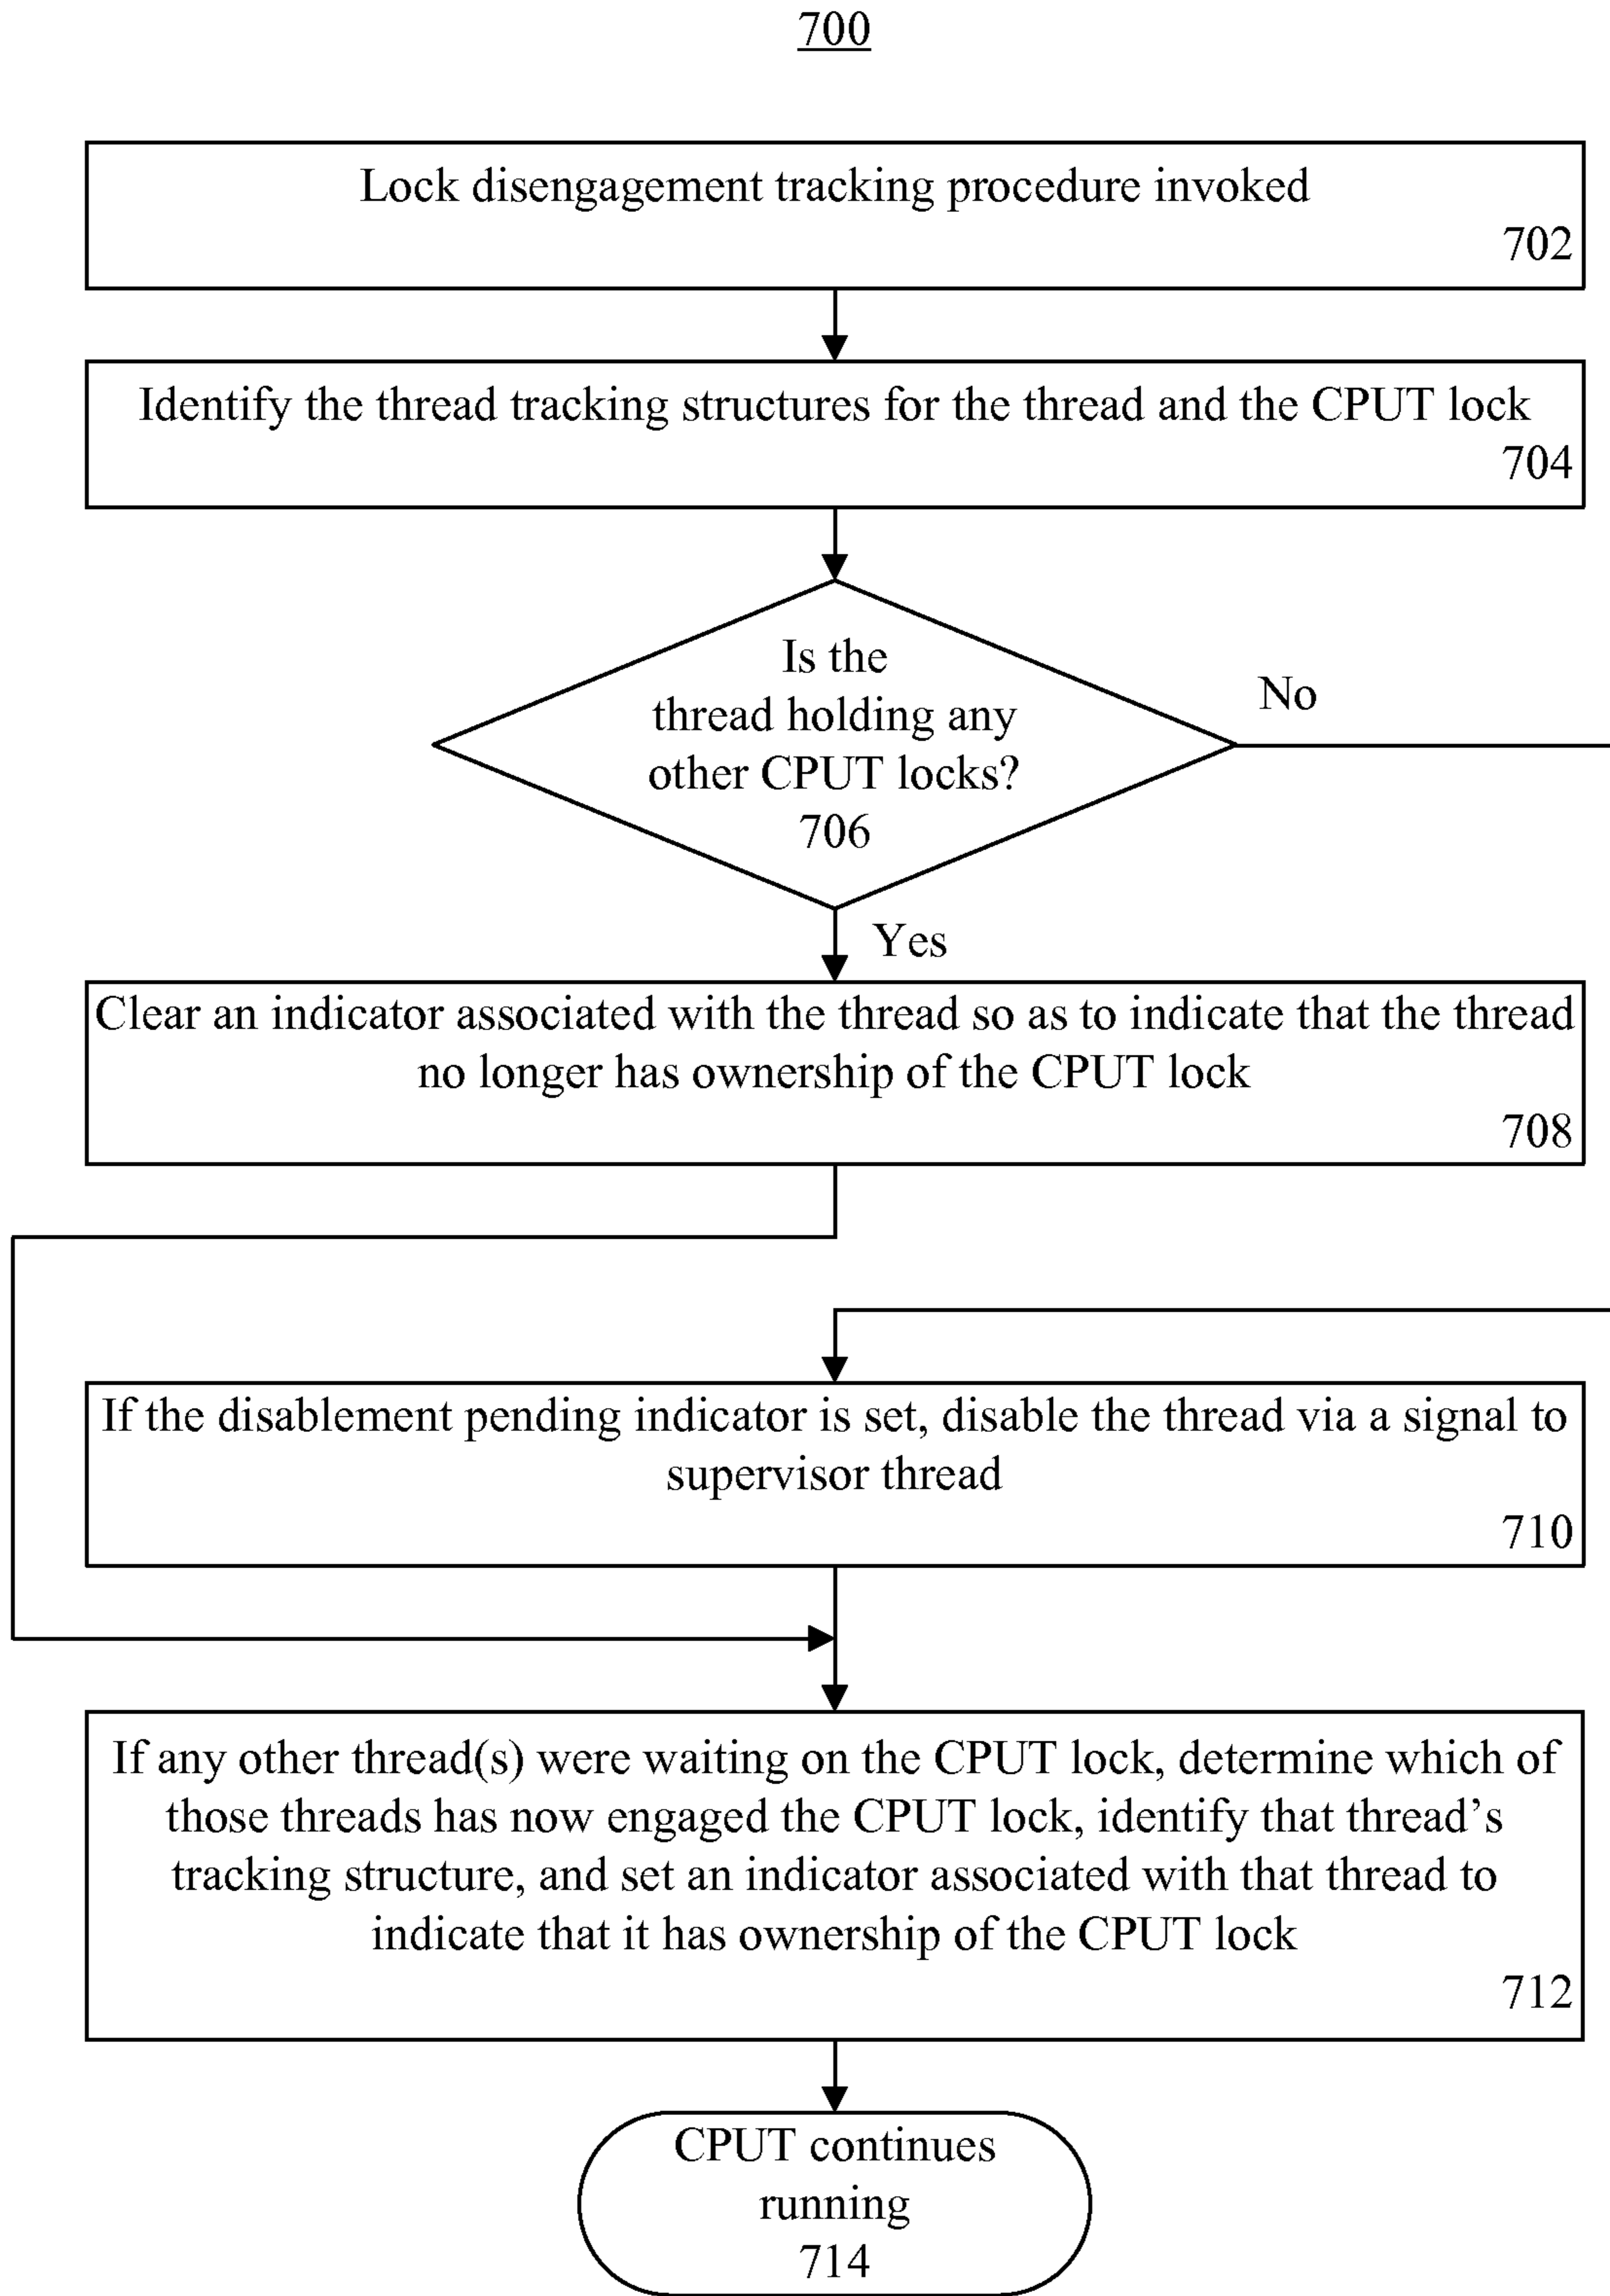 700
Lock disengagement tracking procedure invoked
702
Identify the thread tracking structures for the thread and the CPUT lock
704
Is the
thread holding any
other CPUT locks?
706
No
Yes
Clear an indicator associated with the thread so as to indicate that the thread
no longer has ownership of the CPUT lock
708
If the disablement pending indicator is set, disable the thread via a signal to
supervisor thread
710
If any other thread(s) were waiting on the CPUT lock, determine which of
those threads has now engaged the CPUT lock, identify that thread’s
tracking structure, and set an indicator associated with that thread to
indicate that it has ownership of the CPUT lock
712
CPUT continues
running
714